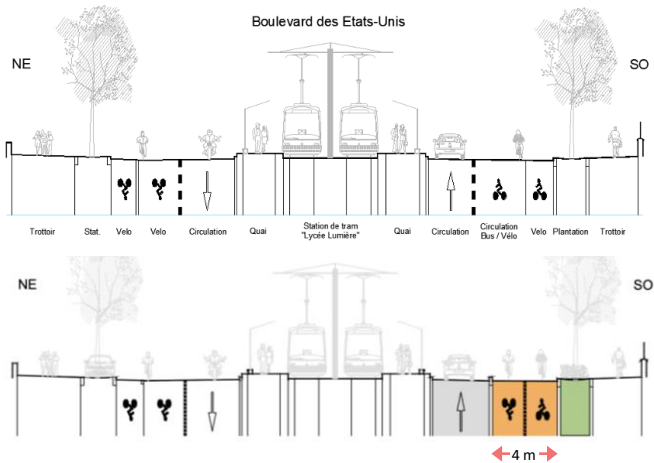 Boulevard des Etats-Unis
NE
SO
Trottoir
Stat.
Velo
Velo
Circulation
Quai
Station de tram
"Lycée Lumière"
Quai
Circulation
Circulation
Bus / Vélo
Velo
Plantation
Trottoir
NE
SO
4 m